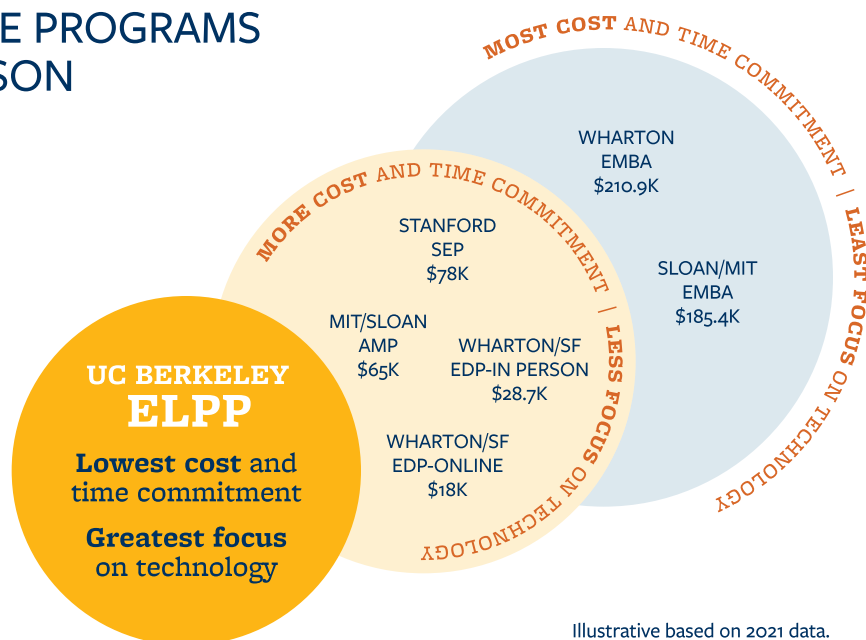 E PROGRAMS
SON
MOST COST AND TIME COMMITMENT | LEAST FOCUS ON TECHNOLOGY
WHARTON
EMBA
$210.9K
SLOAN/MIT
EMBA
$185.4K
MORE COST AND TIME COMMITMENT | LESS FOCUS ON TECHNOLOGY
STANFORD
SEP
$78K
MIT/SLOAN
AMP
$65K
WHARTON/SF
EDP-IN PERSON
$28.7K
WHARTON/SF
EDP-ONLINE
$18K
UC BERKELEY
ELPP
Lowest cost and
time commitment
Greatest focus
on technology
Illustrative based on 2021 data.